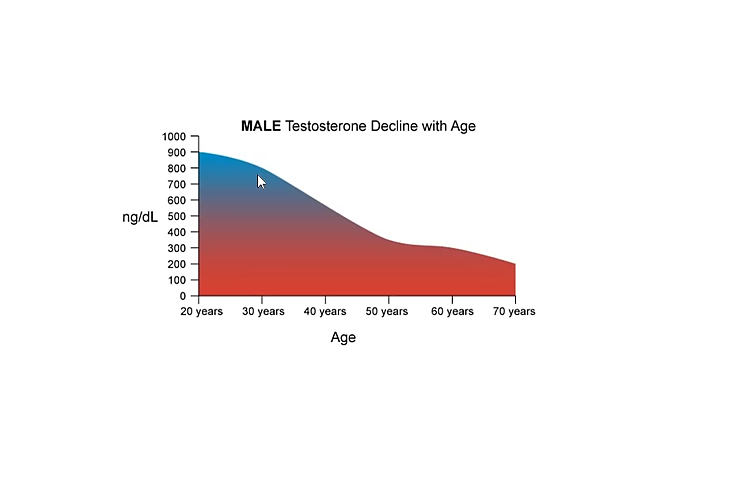 MALE Testosterone Decline with Age
1000
900
800
700
600
500
400
300
200
100
0
ng/dL
20 years 30 years 40 years 50 years 60 years 70 years
Age